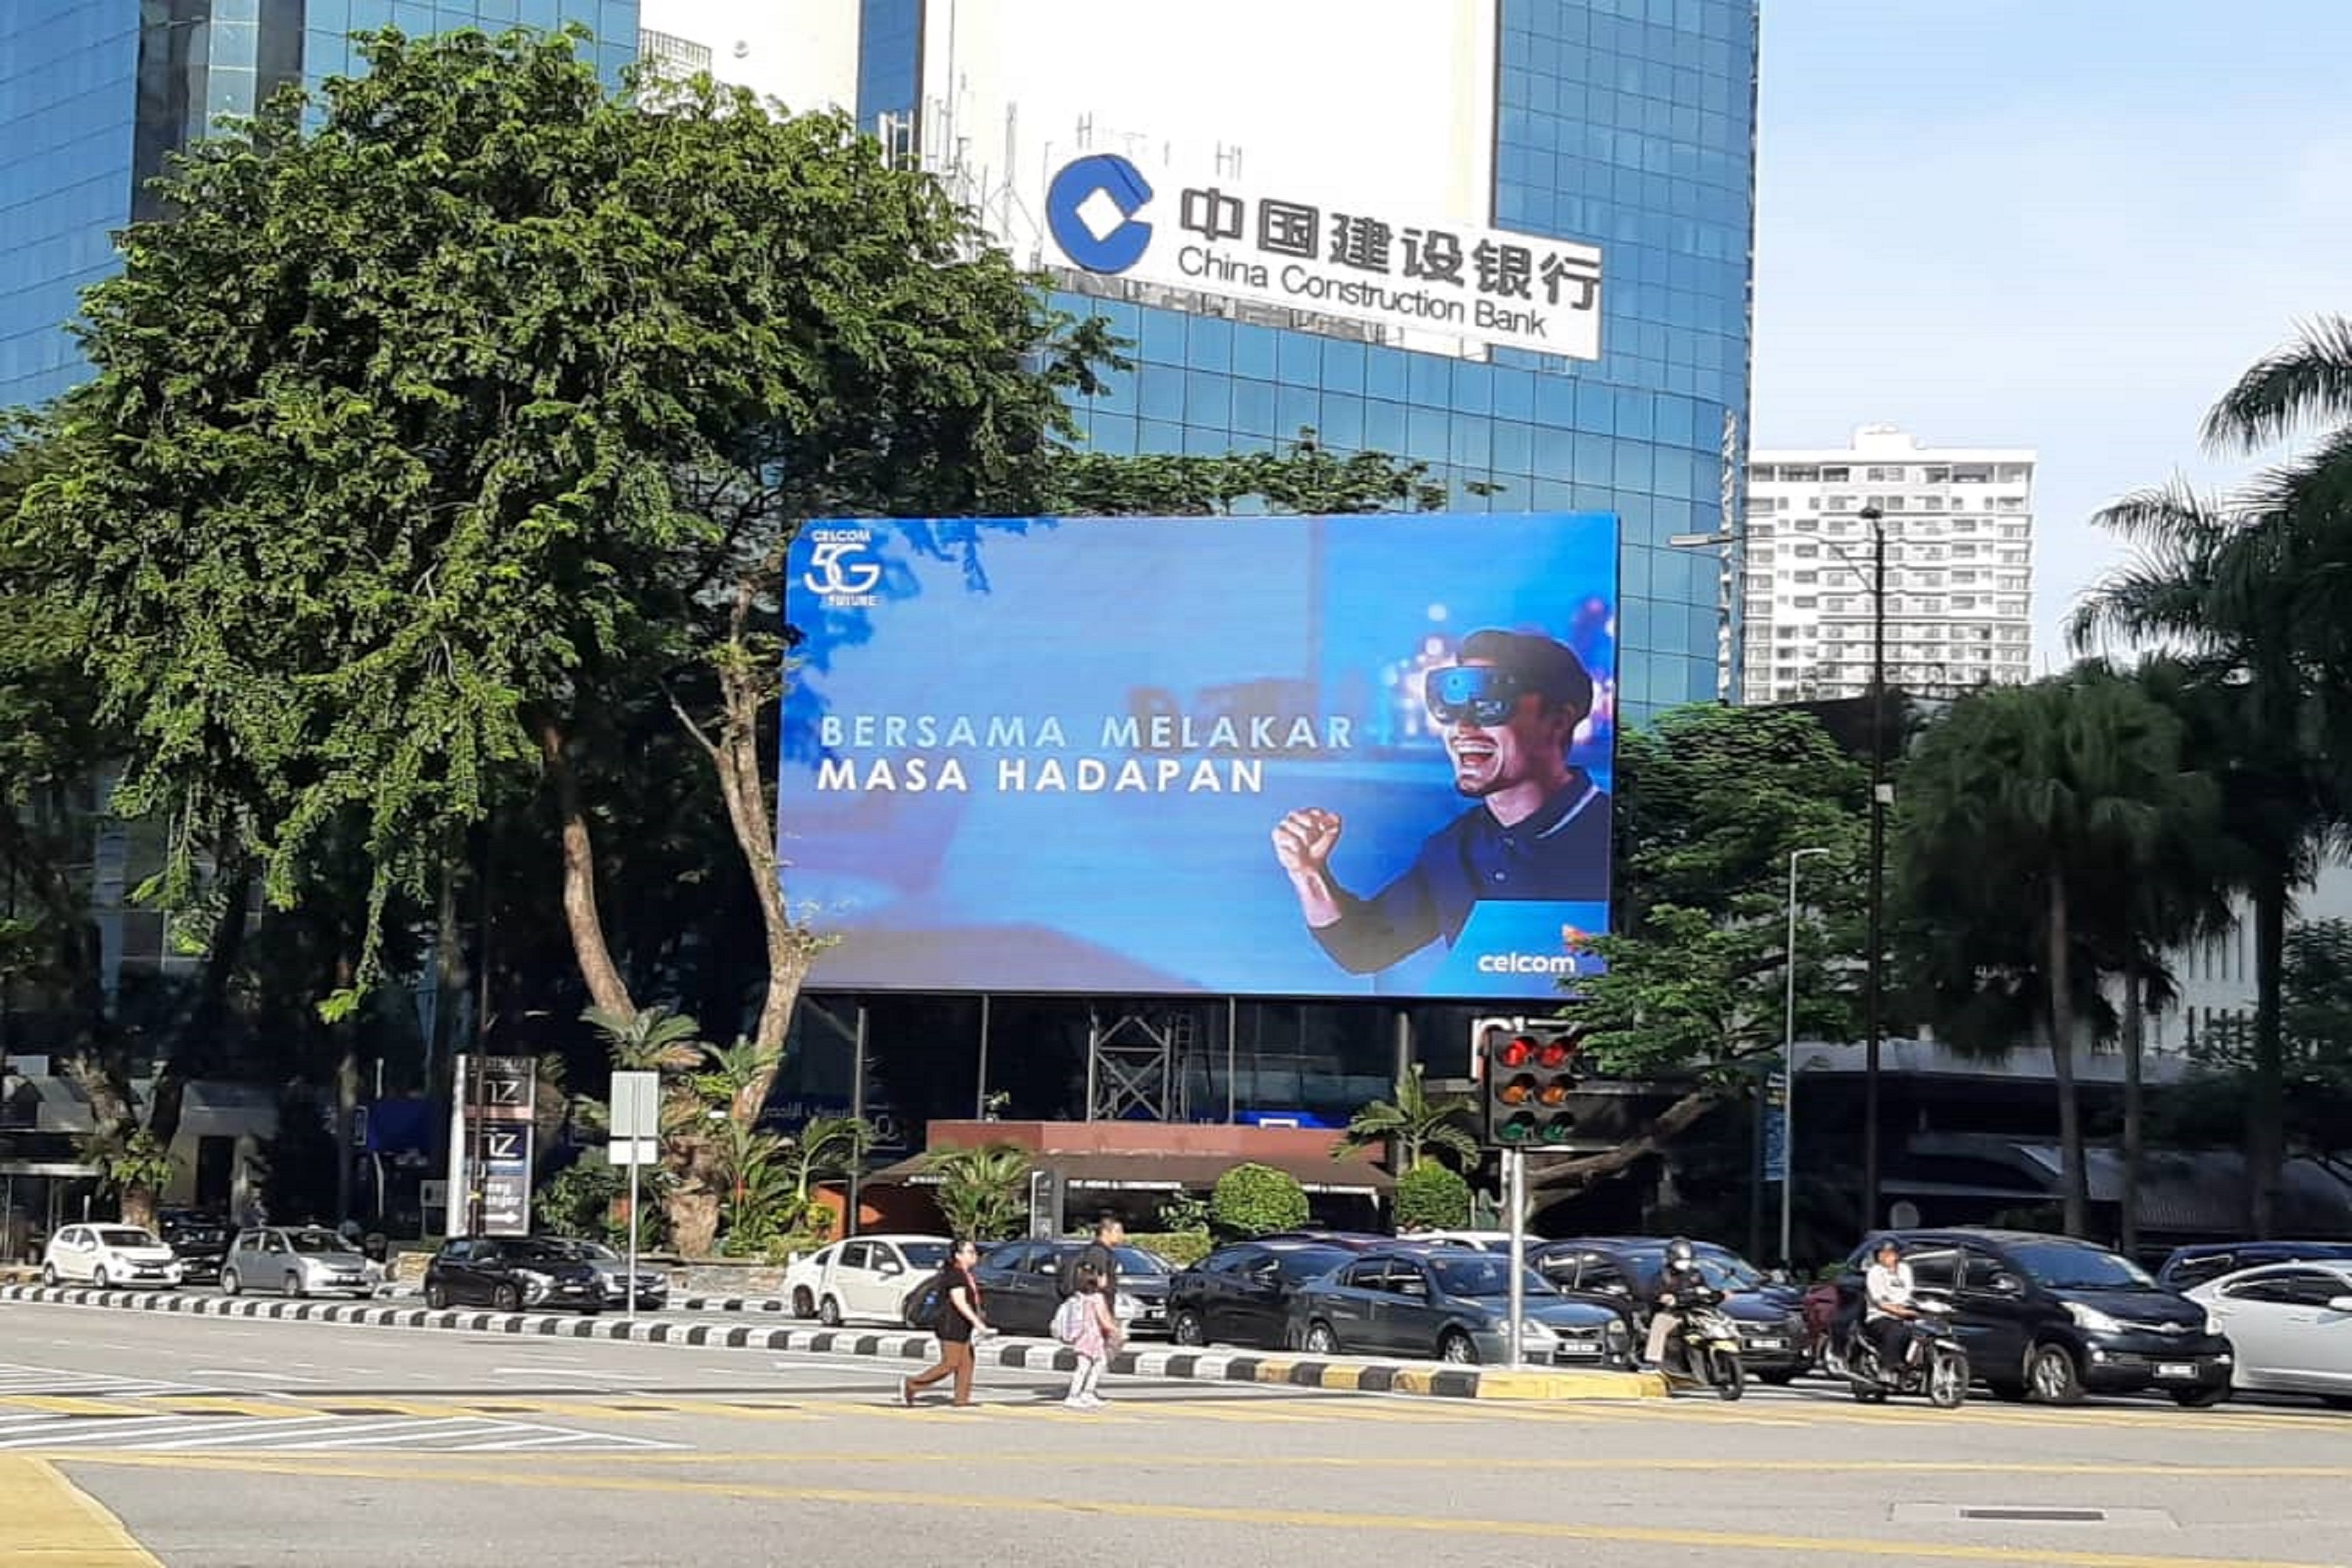 中国建设银行
China Construction Bank
CELCOM
5G
FUTURE
BERSAMA MELAKAR
MASA HADAPAN
celcom